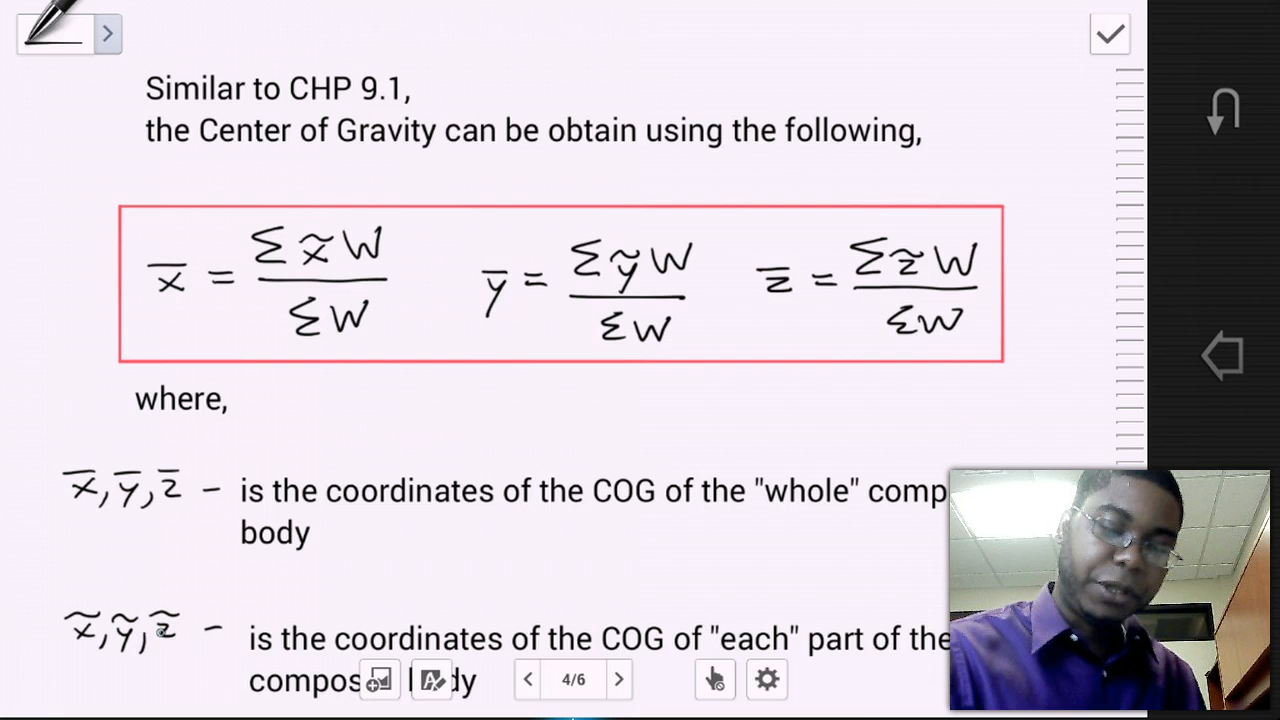 Similar to CHP 9.1,
the Center of Gravity can be obtain using the following,
x̅ = Σx̃W / ΣW   y̅ = ΣỹW / ΣW   z̅ = Σz̃W / ΣW
where,
x̅, y̅, z̅ - is the coordinates of the COG of the "whole" comp
body
x̃, ỹ, z̃ - is the coordinates of the COG of "each" part of the
compos dy
4/6